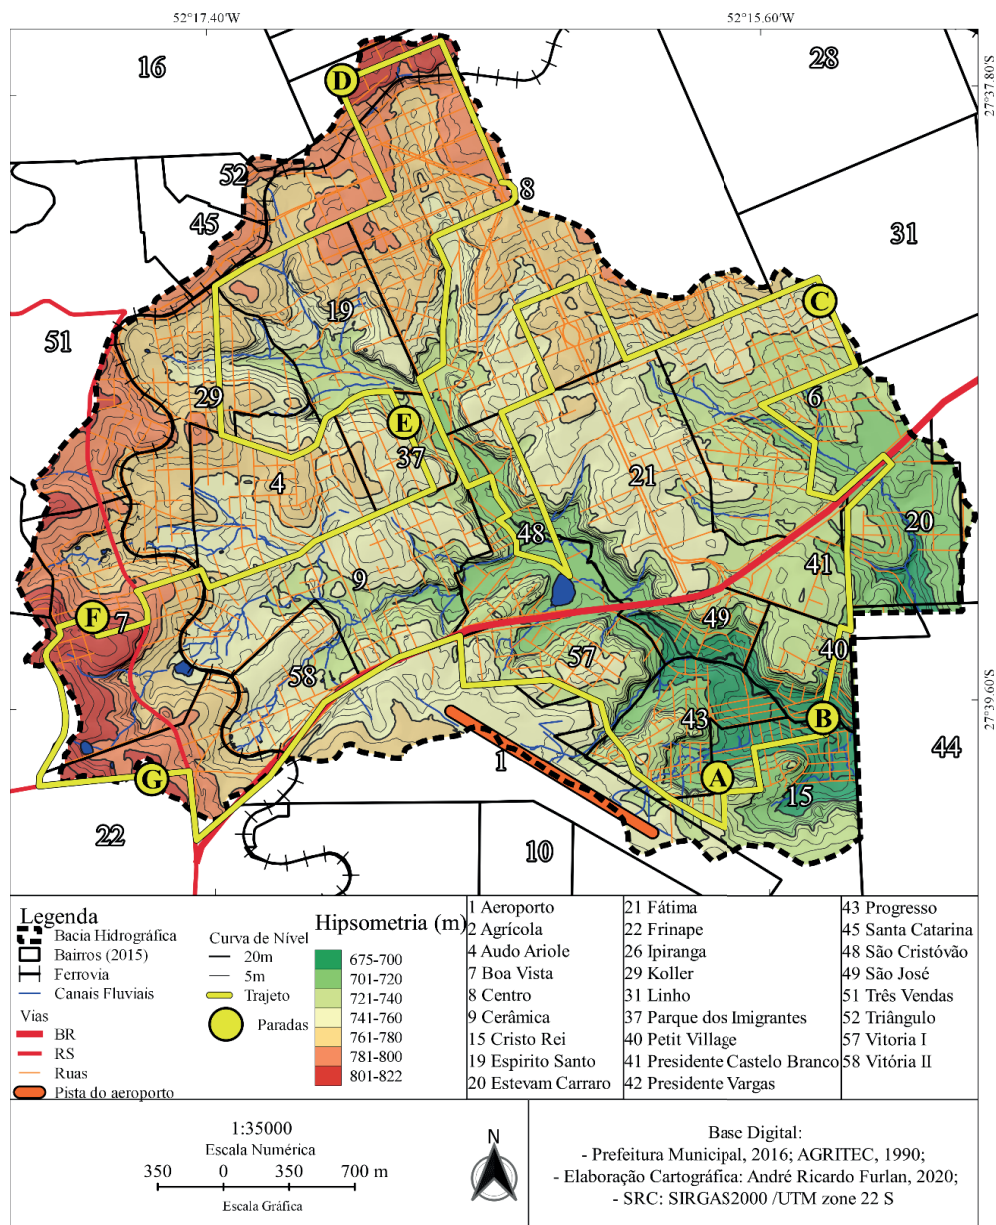 52°17.40'W
52°15.60'W
16
28
D
27°37.80'S
52
8
45
31
C
19
51
29
6
E
37
4
21
20
48
41
9
F
7
49
57
40
58
43
B
44
A
1
G
15
22
10
Legenda
Bacia Hidrográfica
Bairros (2015)
Ferrovia
Canais Fluviais
Vias
BR
RS
Ruas
Pista do aeroporto
Curva de Nível
20m
5m
Trajeto
Paradas
Hipsometria (m)
675-700
701-720
721-740
741-760
761-780
781-800
801-822
1 Aeroporto
2 Agrícola
4 Audo Ariole
7 Boa Vista
8 Centro
9 Cerâmica
15 Cristo Rei
19 Espirito Santo
20 Estevam Carraro
21 Fátima
22 Frinape
26 Ipiranga
29 Koller
31 Linho
37 Parque dos Imigrantes
40 Petit Village
41 Presidente Castelo Branco
42 Presidente Vargas
43 Progresso
45 Santa Catarina
48 São Cristóvão
49 São José
51 Três Vendas
52 Triângulo
57 Vitoria I
58 Vitória II
27°39.60'S
1:35000
Escala Numérica
350 0 350 700 m
Escala Gráfica
N
Base Digital:
- Prefeitura Municipal, 2016; AGRITEC, 1990;
- Elaboração Cartográfica: André Ricardo Furlan, 2020;
- SRC: SIRGAS2000 /UTM zone 22 S